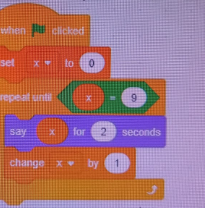 when clicked
set x to 0
repeat until x = 9
say x for 2 seconds
change x by 1